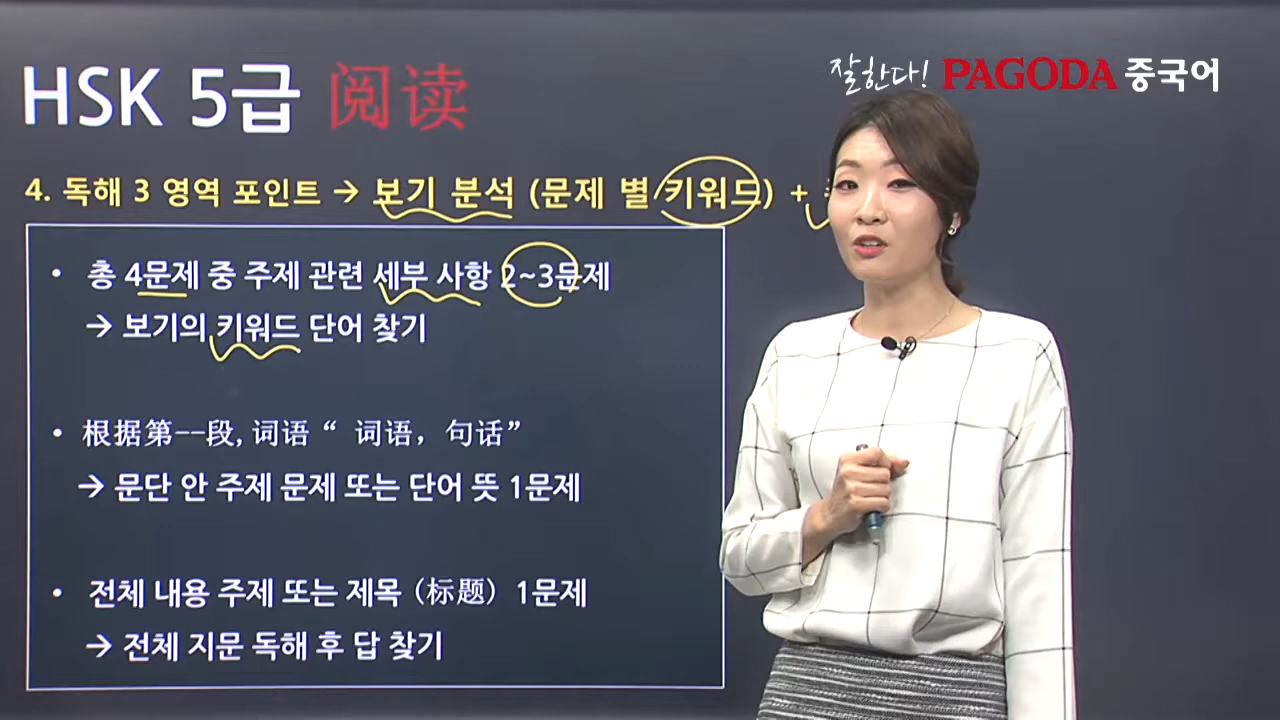 잘한다! PAGODA 중국어
HSK 5급 阅读
4. 독해 3 영역 포인트 → 보기 분석 (문제 별 키워드) +
• 총 4문제 중 주제 관련 세부 사항 2~3문제
→ 보기의 키워드 단어 찾기
• 根据第--段, 词语 “ 词语，句话”
→ 문단 안 주제 문제 또는 단어 뜻 1문제
• 전체 내용 주제 또는 제목 (标题) 1문제
→ 전체 지문 독해 후 답 찾기